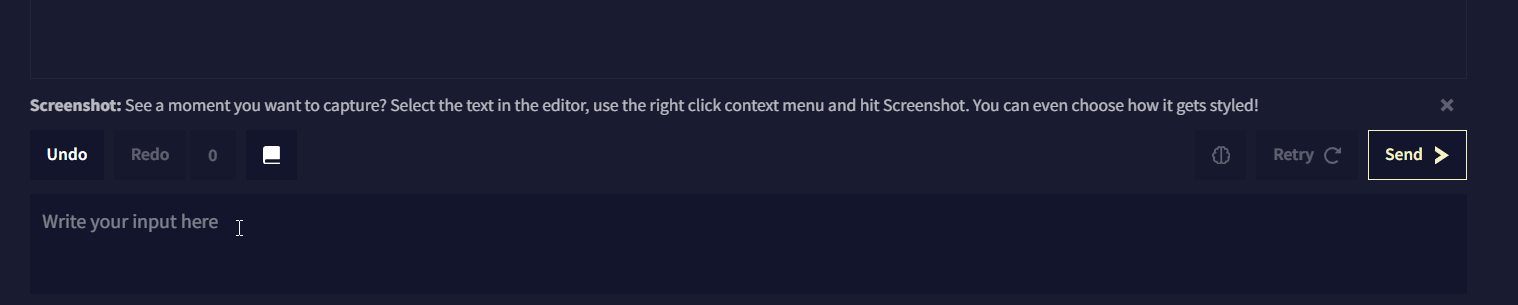 Screenshot: See a moment you want to capture? Select the text in the editor, use the right click context menu and hit Screenshot. You can even choose how it gets styled!
Undo Redo 0 Retry Send
Write your input here